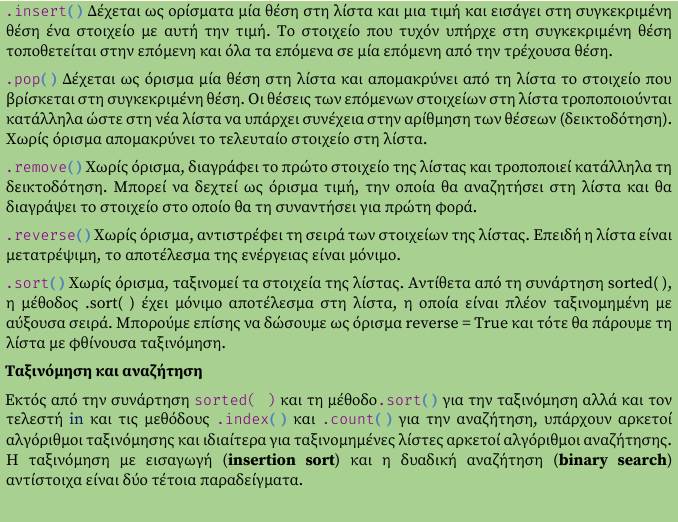 .insert() Δέχεται ως ορίσματα μία θέση στη λίστα και μια τιμή και εισάγει στη συγκεκριμένη
θέση ένα στοιχείο με αυτή την τιμή. Το στοιχείο που τυχόν υπήρχε στη συγκεκριμένη θέση
τοποθετείται στην επόμενη και όλα τα επόμενα σε μία επόμενη από την τρέχουσα θέση.
.pop() Δέχεται ως όρισμα μία θέση στη λίστα και απομακρύνει από τη λίστα το στοιχείο που
βρίσκεται στη συγκεκριμένη θέση. Οι θέσεις των επόμενων στοιχείων στη λίστα τροποποιούνται
κατάλληλα ώστε στη νέα λίστα να υπάρχει συνέχεια στην αρίθμηση των θέσεων (δεικτοδότηση).
Χωρίς όρισμα απομακρύνει το τελευταίο στοιχείο στη λίστα.
.remove() Χωρίς όρισμα, διαγράφει το πρώτο στοιχείο της λίστας και τροποποιεί κατάλληλα τη
δεικτοδότηση. Μπορεί να δεχτεί ως όρισμα τιμή, την οποία θα αναζητήσει στη λίστα και θα
διαγράψει το στοιχείο στο οποίο θα τη συναντήσει για πρώτη φορά.
.reverse() Χωρίς όρισμα, αντιστρέφει τη σειρά των στοιχείων της λίστας. Επειδή η λίστα είναι
μετατρέψιμη, το αποτέλεσμα της ενέργειας είναι μόνιμο.
.sort() Χωρίς όρισμα, ταξινομεί τα στοιχεία της λίστας. Αντίθετα από τη συνάρτηση sorted( ),
η μέθοδος .sort( ) έχει μόνιμο αποτέλεσμα στη λίστα, η οποία είναι πλέον ταξινομημένη με
αύξουσα σειρά. Μπορούμε επίσης να δώσουμε ως όρισμα reverse = True και τότε θα πάρουμε τη
λίστα με φθίνουσα ταξινόμηση.
Ταξινόμηση και αναζήτηση
Εκτός από την συνάρτηση sorted( ) και τη μέθοδο .sort() για την ταξινόμηση αλλά και τον
τελεστή in και τις μεθόδους .index() και .count() για την αναζήτηση, υπάρχουν αρκετοί
αλγόριθμοι ταξινόμησης και ιδιαίτερα για ταξινομημένες λίστες αρκετοί αλγόριθμοι αναζήτησης.
Η ταξινόμηση με εισαγωγή (insertion sort) και η δυαδική αναζήτηση (binary search)
αντίστοιχα είναι δύο τέτοια παραδείγματα.